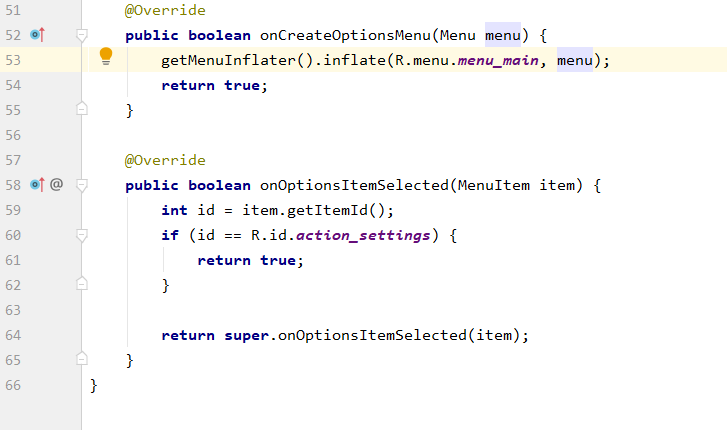 51 @Override
52 public boolean onCreateOptionsMenu(Menu menu) {
53 getMenuInflater().inflate(R.menu.menu_main, menu);
54 return true;
55 }
56
57 @Override
58 @ public boolean onOptionsItemSelected(MenuItem item) {
59 int id = item.getItemId();
60 if (id == R.id.action_settings) {
61 return true;
62 }
63
64 return super.onOptionsItemSelected(item);
65 }
66 }